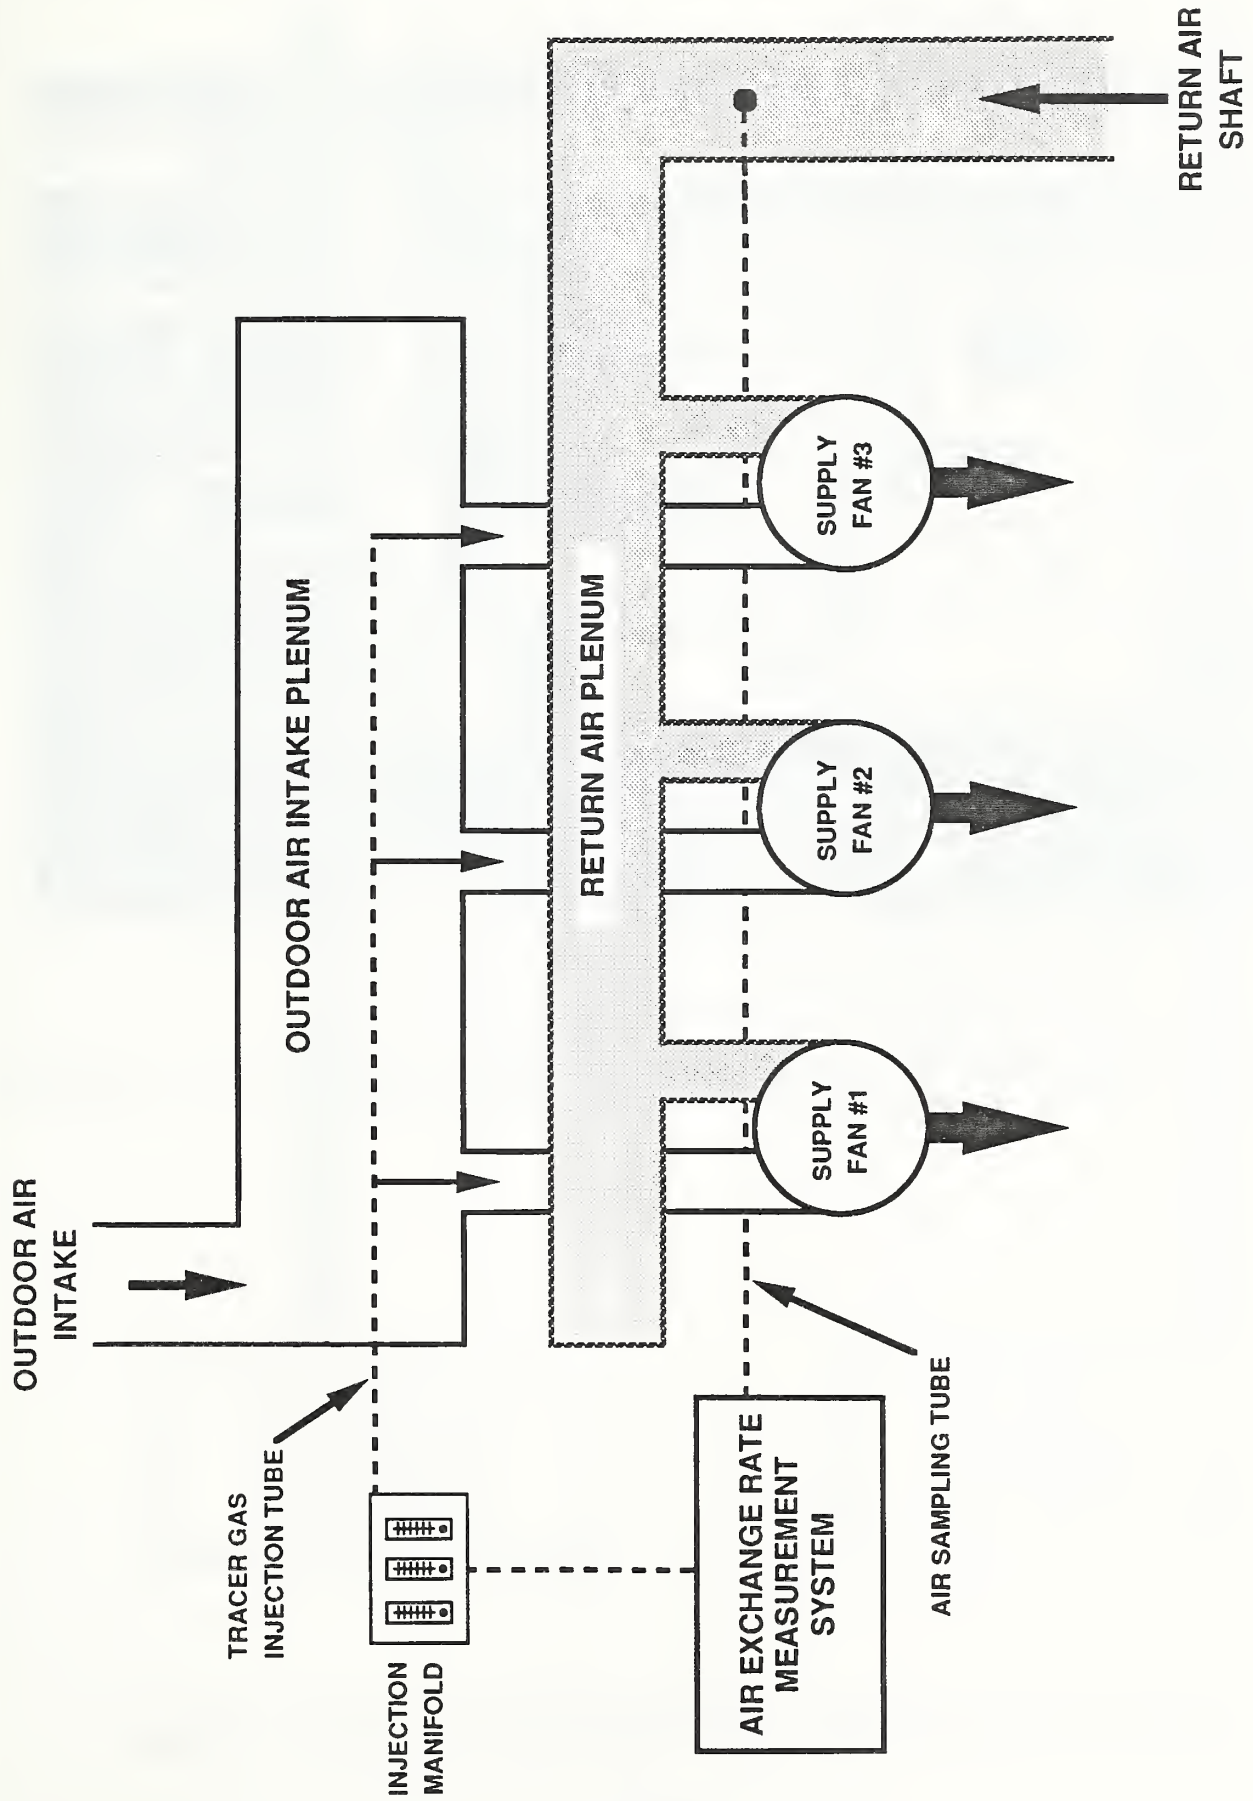 OUTDOOR AIR
INTAKE
OUTDOOR AIR INTAKE PLENUM
TRACER GAS
INJECTION TUBE
INJECTION
MANIFOLD
RETURN AIR PLENUM
AIR EXCHANGE RATE
MEASUREMENT
SYSTEM
SUPPLY
FAN #1
SUPPLY
FAN #2
SUPPLY
FAN #3
AIR SAMPLING TUBE
RETURN AIR
SHAFT